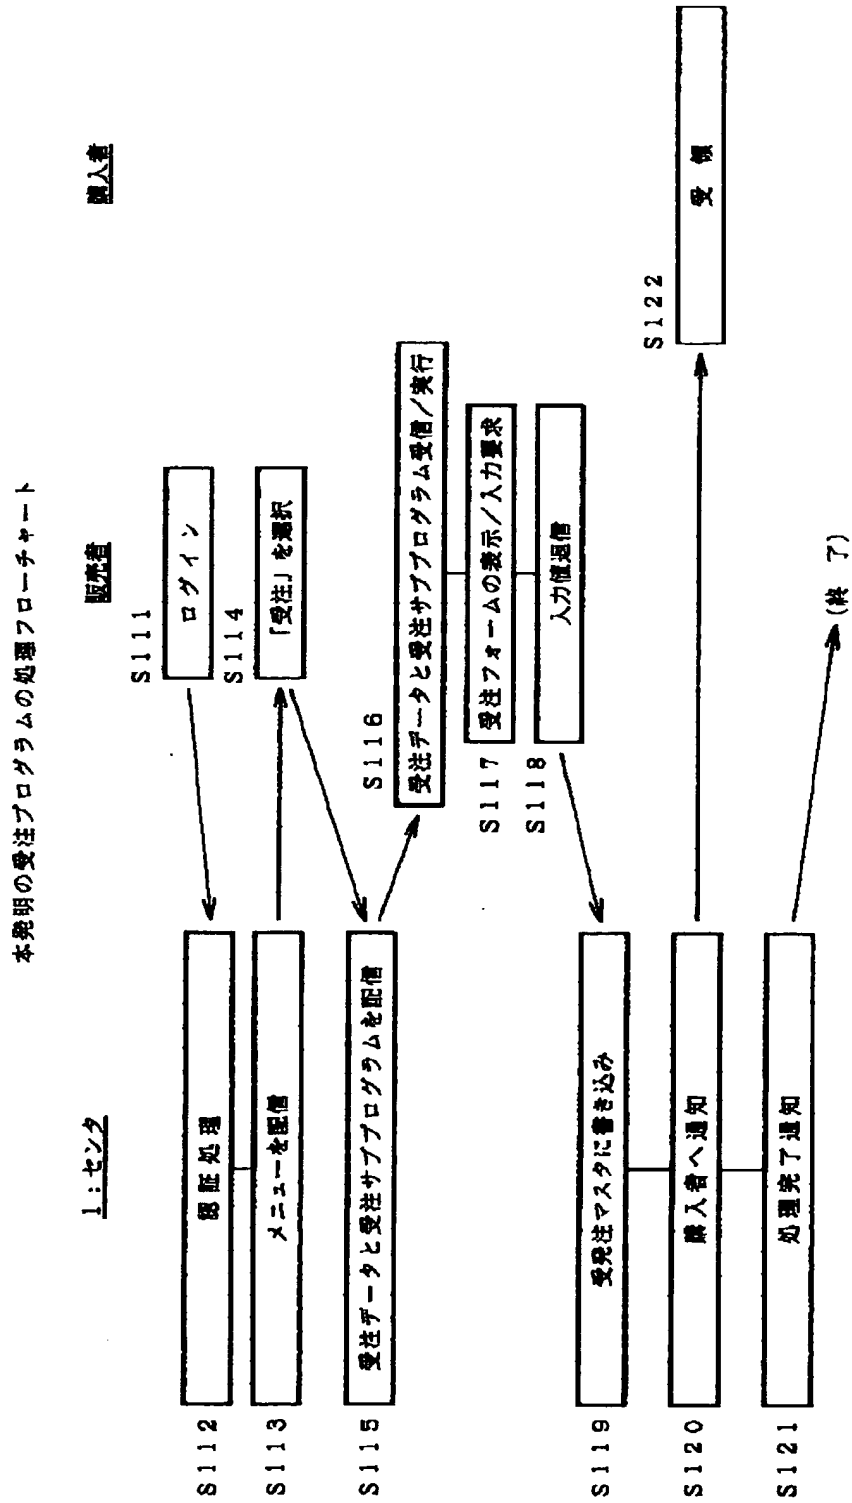 本発明の受注プログラムの処理フローチャート
1:センタ
販売者
購入者
S111
ログイン
S112
認証処理
S113
メニューを配信
S114
「受注」を選択
S115
受注データと受注サブプログラムを配信
S116
受注データと受注サブプログラム受信/実行
S117
受注フォームの表示/入力要求
S118
入力値返信
S119
受発注マスタに書き込み
S120
購入者へ通知
S122
受領
S121
処理完了通知
(終 了)